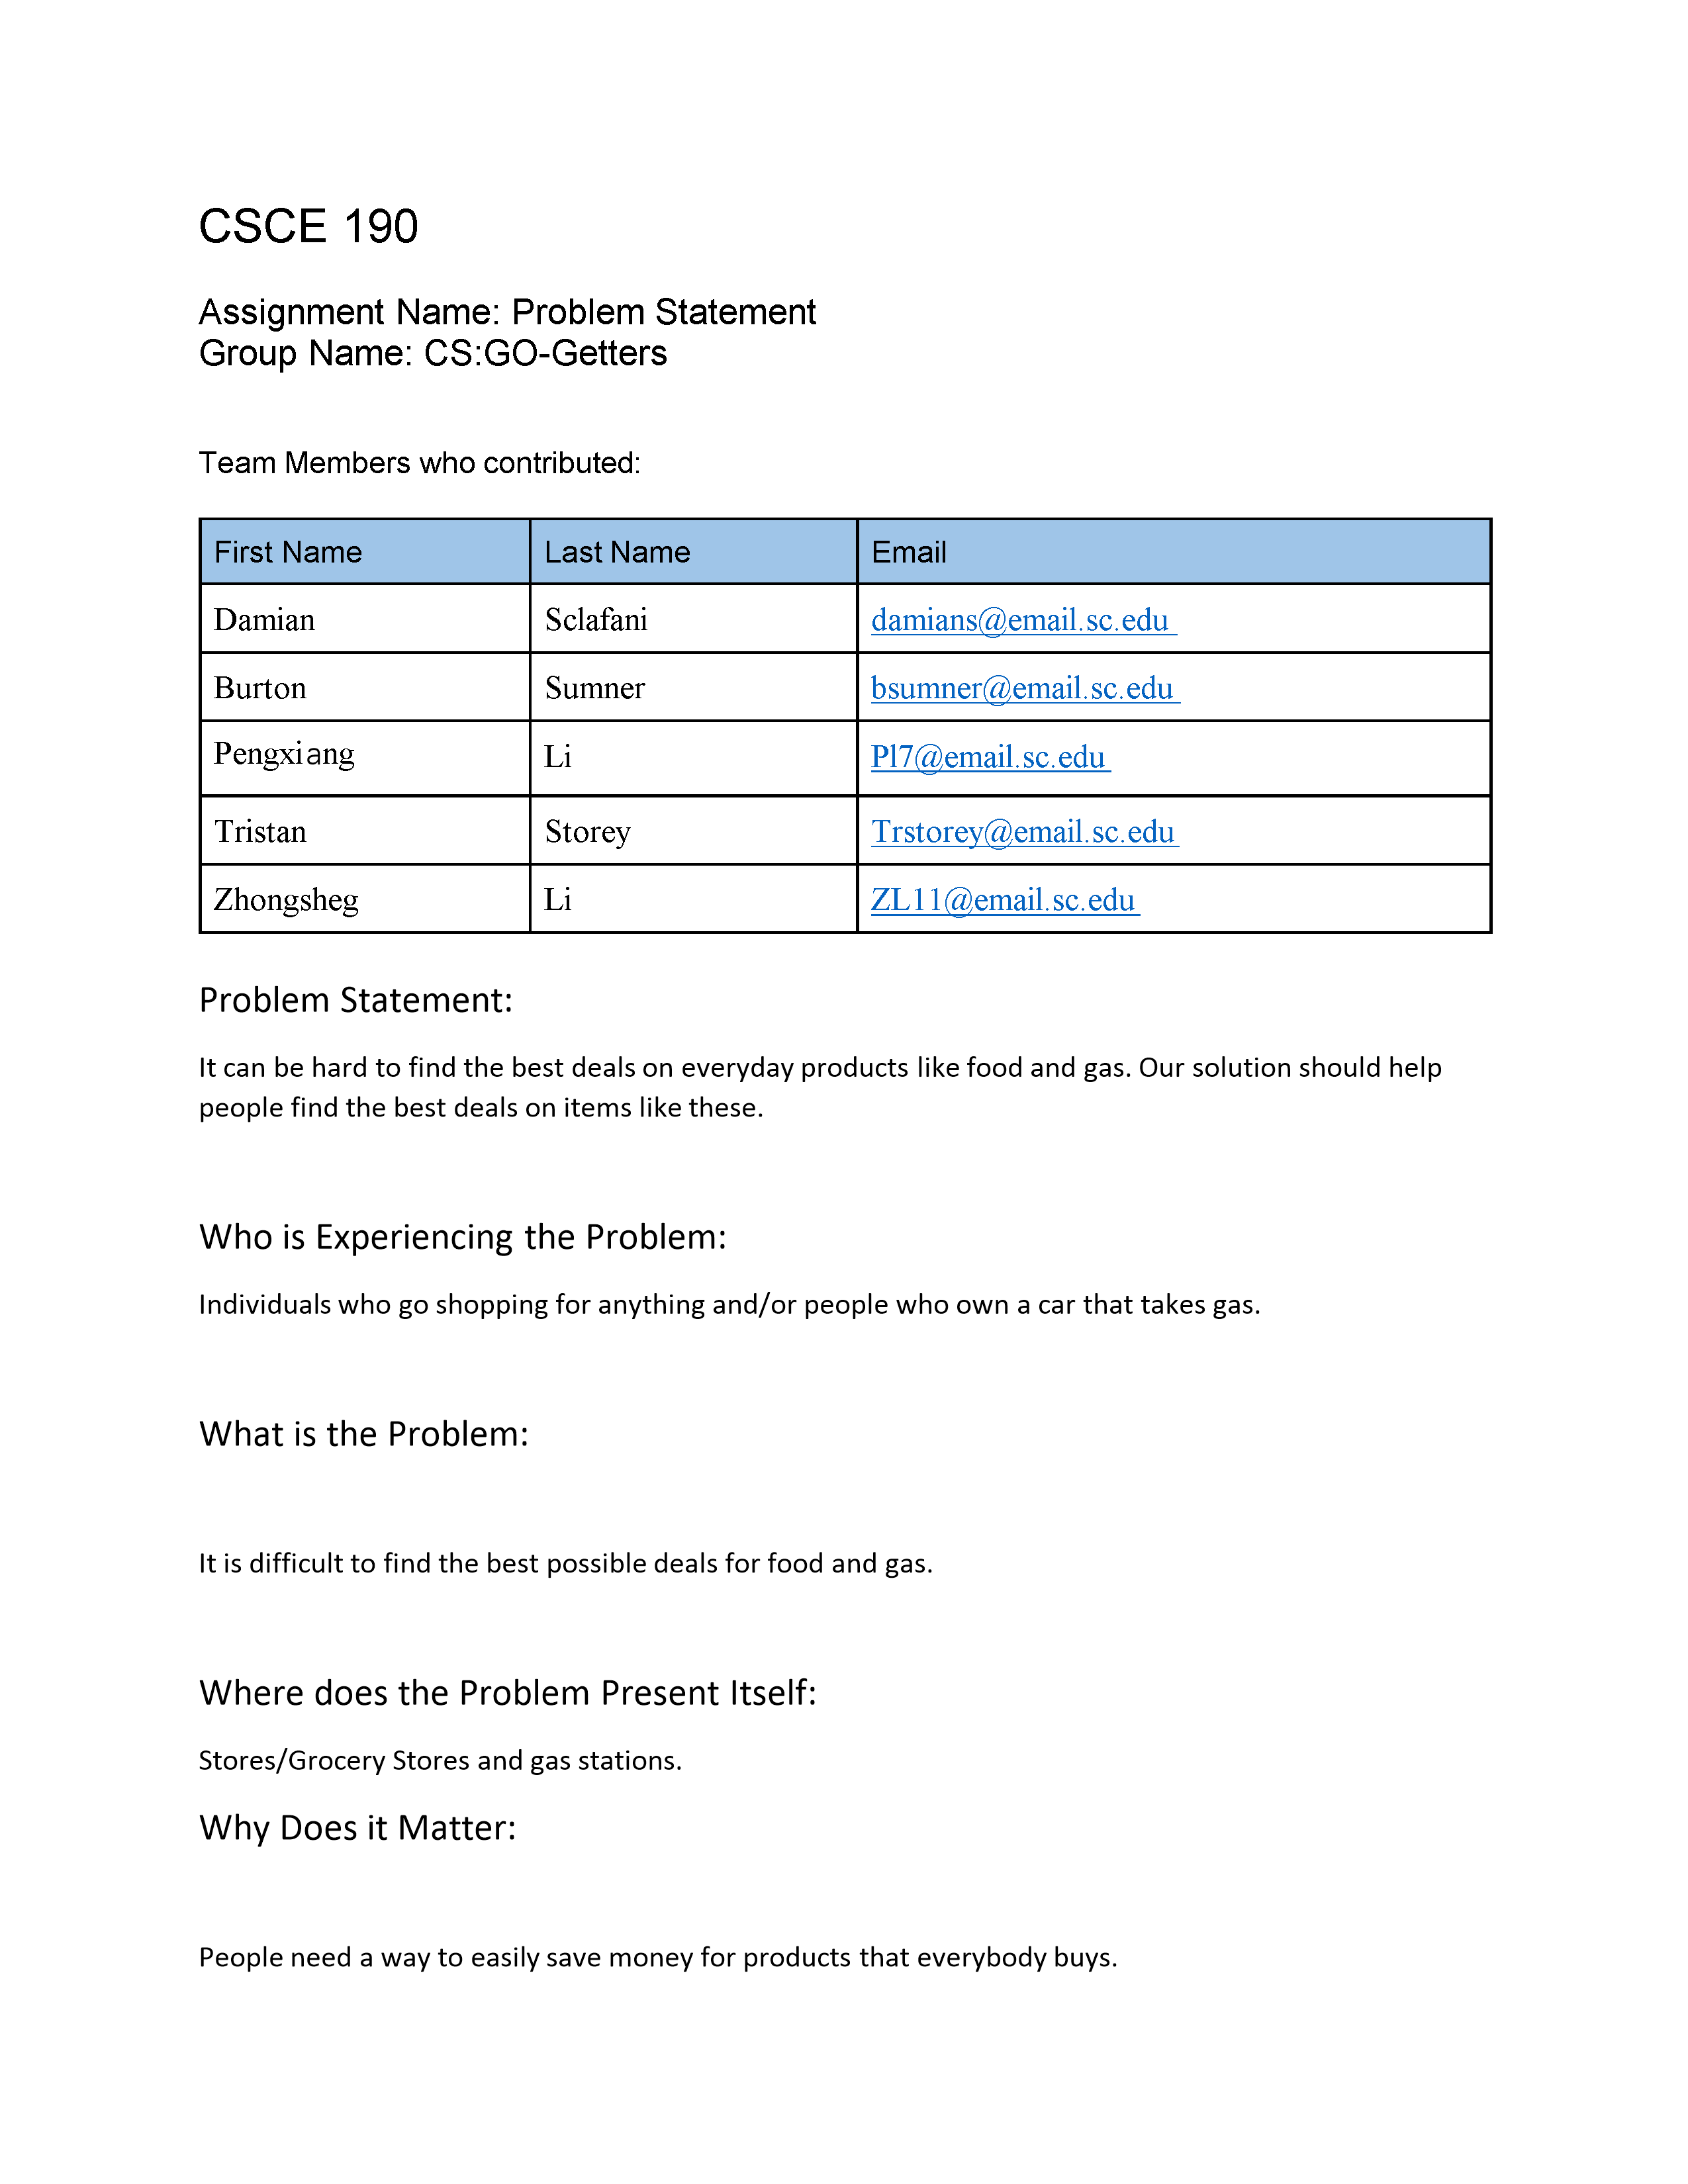 CSCE 190
Assignment Name: Problem Statement
Group Name: CS:GO-Getters
Team Members who contributed:
First Name Last Name Email
Damian Sclafani damians@email.sc.edu
Burton Sumner bsumner@email.sc.edu
Pengxiang Li Pl7@email.sc.edu
Tristan Storey Trstorey@email.sc.edu
Zhongsheg Li ZL11@email.sc.edu
Problem Statement:
It can be hard to find the best deals on everyday products like food and gas. Our solution should help
people find the best deals on items like these.
Who is Experiencing the Problem:
Individuals who go shopping for anything and/or people who own a car that takes gas.
What is the Problem:
It is difficult to find the best possible deals for food and gas.
Where does the Problem Present Itself:
Stores/Grocery Stores and gas stations.
Why Does it Matter:
People need a way to easily save money for products that everybody buys.